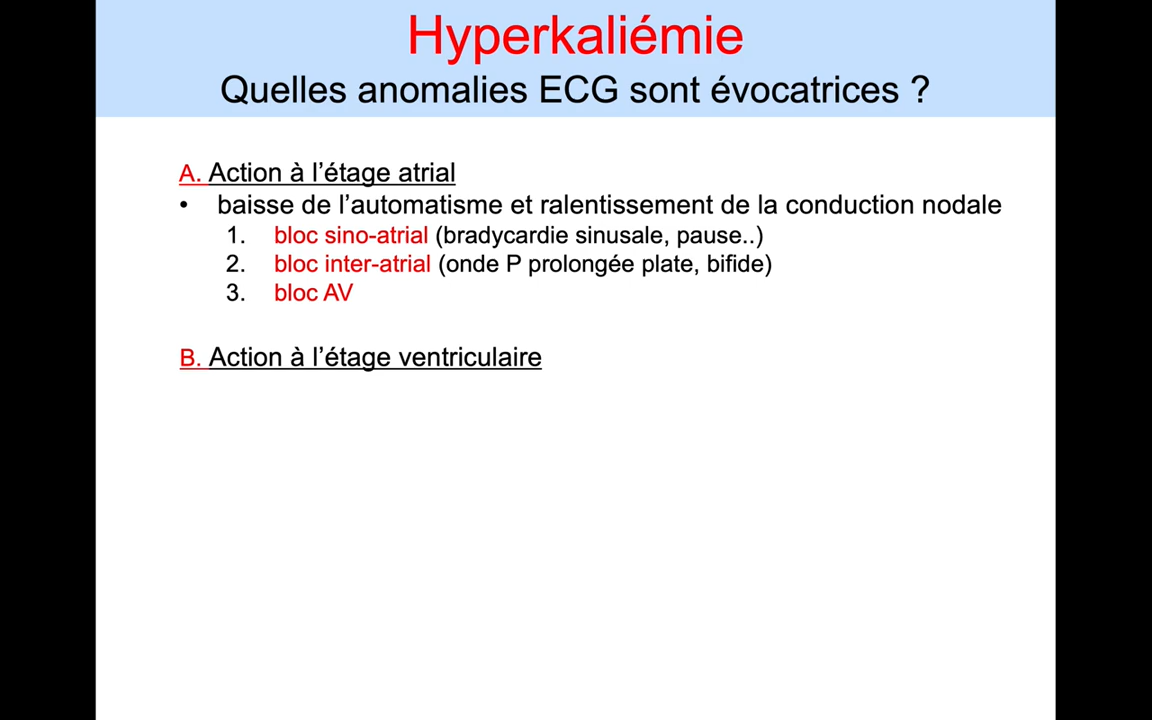 Hyperkaliémie
Quelles anomalies ECG sont évocatrices ?
A. Action à l’étage atrial
• baisse de l’automatisme et ralentissement de la conduction nodale
1. bloc sino-atrial (bradycardie sinusale, pause..)
2. bloc inter-atrial (onde P prolongée plate, bifide)
3. bloc AV
B. Action à l’étage ventriculaire